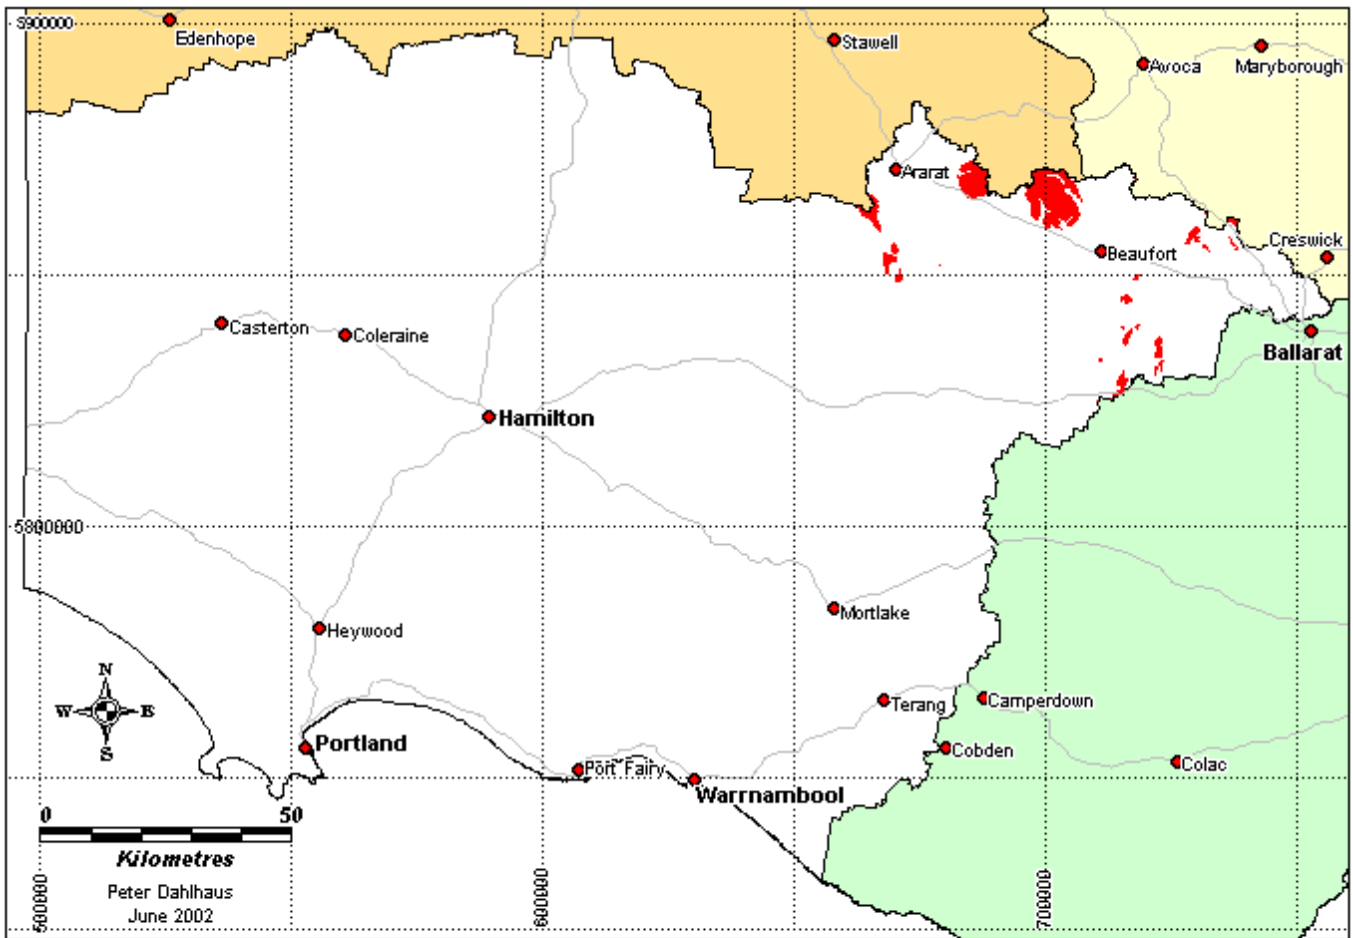 5900000
Edenhope
Stawell
Avoca
Maryborough
Ararat
Creswick
Beaufort
Casterton
Coleraine
Ballarat
Hamilton
5800000
Mortlake
Heywood
N
W E
S
Terang
Camperdown
Portland
Cobden
Port Fairy
Colac
Warrnambool
0 50
Kilometres
Peter Dahlhaus
June 2002
500000
600000
700000